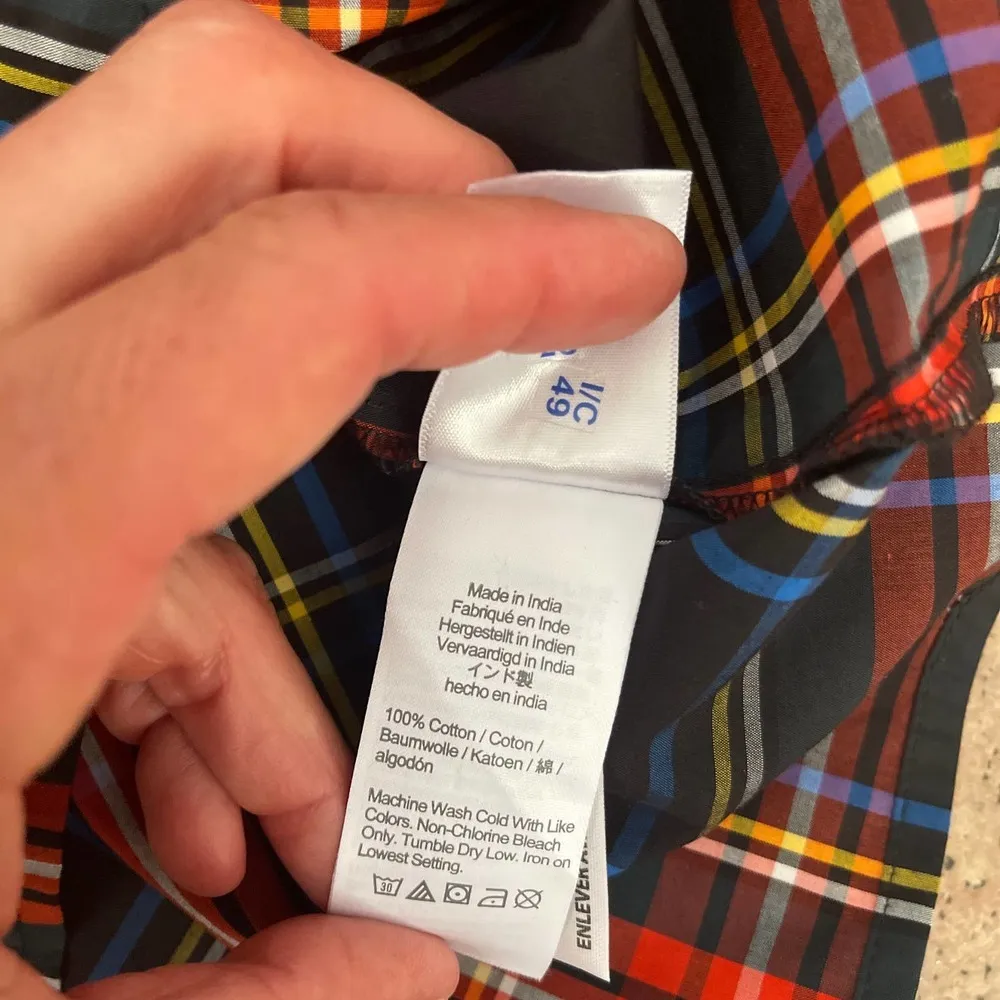 I/C
49
Made in India
Fabriqué en Inde
Hergestellt in Indien
Vervaardigd in India
インド製
hecho en india
100% Cotton / Coton /
Baumwolle / Katoen / 綿 /
algodón
Machine Wash Cold With Like
Colors. Non-Chlorine Bleach
Only. Tumble Dry Low. Iron on
Lowest Setting.
30
ENLEVER